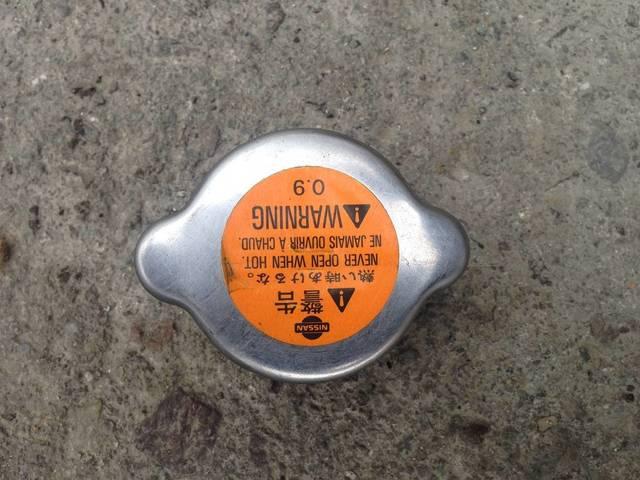 NISSAN
警告
熱い時あけるな。
NEVER OPEN WHEN HOT.
NE JAMAIS OUVRIR À CHAUD.
WARNING
0.9